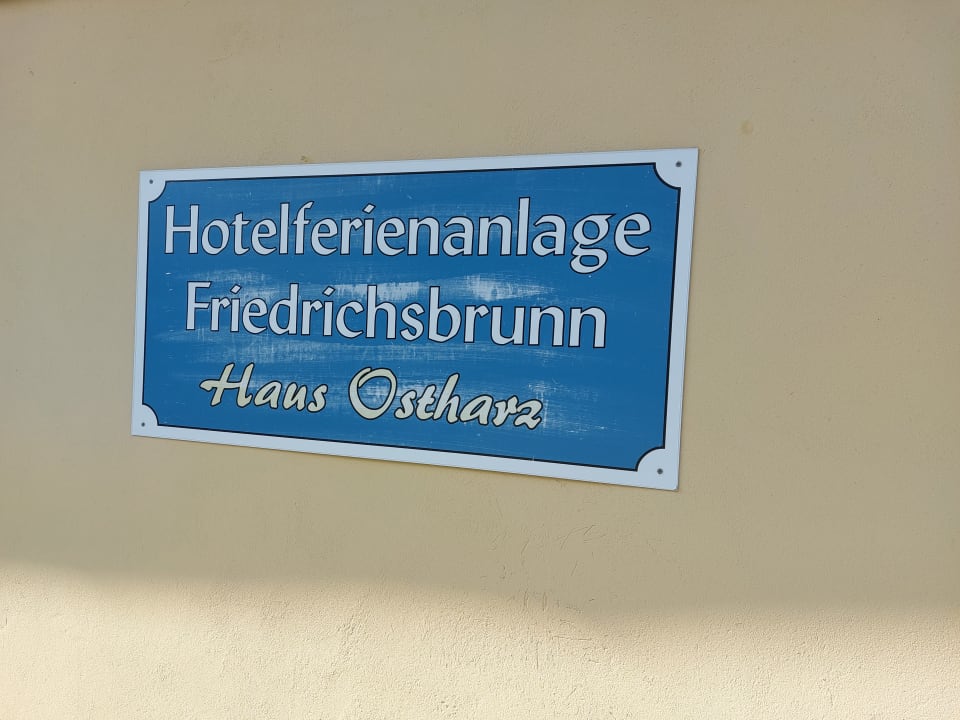 Hotelferienanlage
Friedrichsbrunn
Haus Ostharz